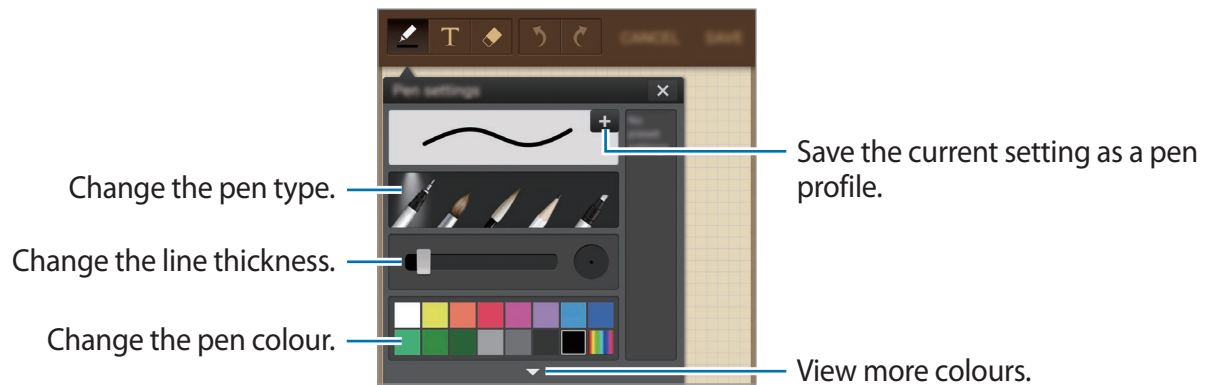 T
CANCEL
SAVE
Pen settings
Save the current setting as a pen
profile.
Change the pen type.
Change the line thickness.
Change the pen colour.
View more colours.